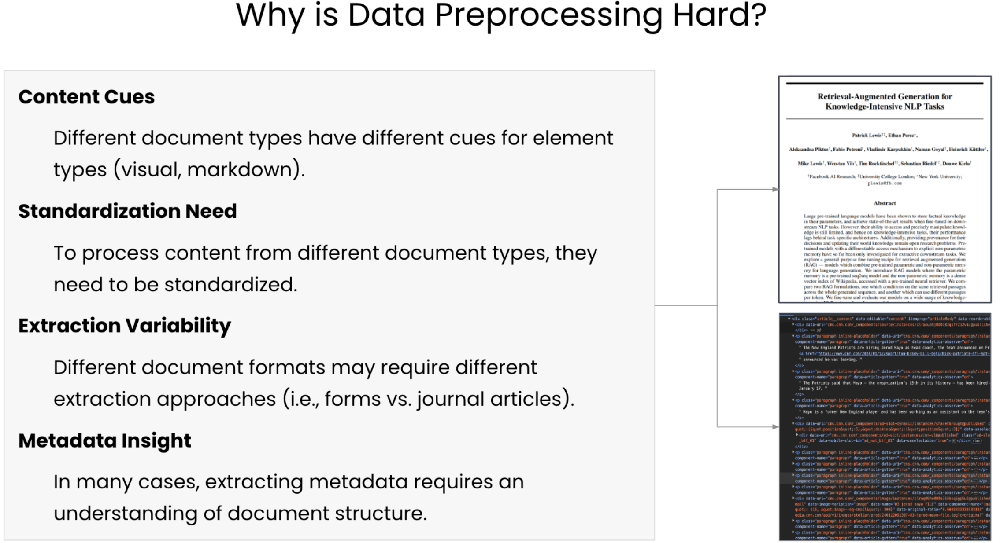 Why is Data Preprocessing Hard?
Content Cues
Different document types have different cues for element
types (visual, markdown).
Standardization Need
To process content from different document types, they
need to be standardized.
Extraction Variability
Different document formats may require different
extraction approaches (i.e., forms vs. journal articles).
Metadata Insight
In many cases, extracting metadata requires an
understanding of document structure.
Retrieval-Augmented Generation for
Knowledge-Intensive NLP Tasks
Patrick Lewis†‡, Ethan Perez⋆,
Aleksandra Piktus†, Fabio Petroni†, Vladimir Karpukhin†, Naman Goyal†, Heinrich Küttler†,
Mike Lewis†, Wen-tau Yih†, Tim Rocktäschel†‡, Sebastian Riedel†‡, Douwe Kiela†
†Facebook AI Research; ‡University College London; ⋆New York University;
plewis@fb.com
Abstract
Large pre-trained language models have been shown to store factual knowledge
in their parameters, and achieve state-of-the-art results when fine-tuned on down-
stream NLP tasks. However, their ability to access and precisely manipulate knowl-
edge is still limited, and hence on knowledge-intensive tasks, their performance
lags behind task-specific architectures. Additionally, providing provenance for their
decisions and updating their world knowledge remain open research problems. Pre-
trained models with a differentiable access mechanism to explicit non-parametric
memory have so far been only investigated for extractive downstream tasks. We
explore a general-purpose fine-tuning recipe for retrieval-augmented generation
(RAG) — models which combine pre-trained parametric and non-parametric mem-
ory for language generation. We introduce RAG models where the parametric
memory is a pre-trained seq2seq model and the non-parametric memory is a dense
vector index of Wikipedia, accessed with a pre-trained neural retriever. We com-
pare two RAG formulations, one which conditions on the same retrieved passages
across the whole generated sequence, and another which can use different passages
per token. We fine-tune and evaluate our models on a wide range of knowledge-
<div class="article__content" data-editable="content" itemprop="articleBody" data-reorderabl
</div> == $0
<p class="paragraph inline-placeholder" data-uri="cms.cnn.com/_components/paragraph/instan
component-name="paragraph" data-article-gutter="true" data-analytics-observe="on">
" The New England Patriots are hiring Jerod Mayo as head coach, the team announced on Fr
<a href="https://www.cnn.com/2024/01/12/sport/tom-brady-bill-belichick-patriots-nfl-spt-
" announced he was leaving. "
</p>
<p class="paragraph inline-placeholder" data-uri="cms.cnn.com/_components/paragraph/instan
component-name="paragraph" data-article-gutter="true" data-analytics-observe="on">
" The Patriots said that Mayo — the organization's 15th in its history — has been hired
January 17. "
</p>
<p class="paragraph inline-placeholder" data-uri="cms.cnn.com/_components/paragraph/instan
component-name="paragraph" data-article-gutter="true" data-analytics-observe="on">
" Mayo is a former New England player and has been working as an assistant on the team's
</p>
<div data-uri="cms.cnn.com/_components/ad-slot-dynamic/instances/sharethrough@published" c
quot;:{&quot;position&quot;:5},&quot;desktop&quot;:{&quot;position&quot;:3}}" data-unselec
<div data-uri="cms.cnn.com/_components/ad-slot/instances/cnn-v1@published" class="ad-slo
_btf_01" data-mobile-slot-id="ad_nat_btf_01" data-unselectable="true"></div> flex
</div>
<p class="paragraph inline-placeholder" data-uri="cms.cnn.com/_components/paragraph/instan
component-name="paragraph" data-article-gutter="true" data-analytics-observe="on"></p>
<p class="paragraph inline-placeholder" data-uri="cms.cnn.com/_components/paragraph/instan
component-name="paragraph" data-article-gutter="true" data-analytics-observe="on"></p>
<p class="paragraph inline-placeholder" data-uri="cms.cnn.com/_components/paragraph/instan
component-name="paragraph" data-article-gutter="true" data-analytics-observe="on"></p>
<p class="paragraph inline-placeholder" data-uri="cms.cnn.com/_components/paragraph/instan
component-name="paragraph" data-article-gutter="true" data-analytics-observe="on"></p>
<p class="paragraph inline-placeholder" data-uri="cms.cnn.com/_components/paragraph/instan
component-name="paragraph" data-article-gutter="true" data-analytics-observe="on"></p>
<p class="paragraph inline-placeholder" data-uri="cms.cnn.com/_components/paragraph/instan
component-name="paragraph" data-article-gutter="true" data-analytics-observe="on"></p>